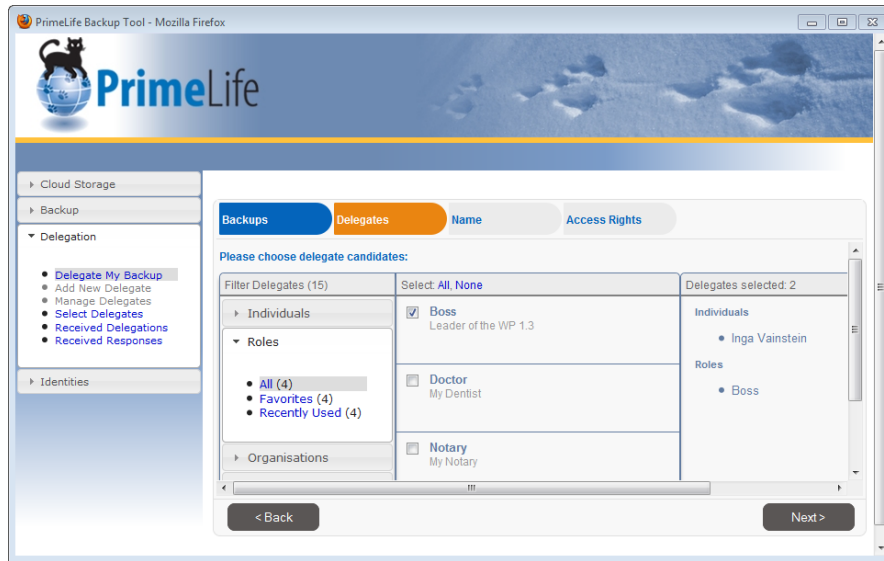 PrimeLife Backup Tool - Mozilla Firefox
PrimeLife
Cloud Storage
Backup
Delegation
Delegate My Backup
Add New Delegate
Manage Delegates
Select Delegates
Received Delegations
Received Responses
Identities
Backups
Delegates
Name
Access Rights
Please choose delegate candidates:
Filter Delegates (15)
Individuals
Roles
All (4)
Favorites (4)
Recently Used (4)
Organisations
Select: All, None
Boss
Leader of the WP 1.3
Doctor
My Dentist
Notary
My Notary
Delegates selected: 2
Individuals
Inga Vainstein
Roles
Boss
< Back
Next >